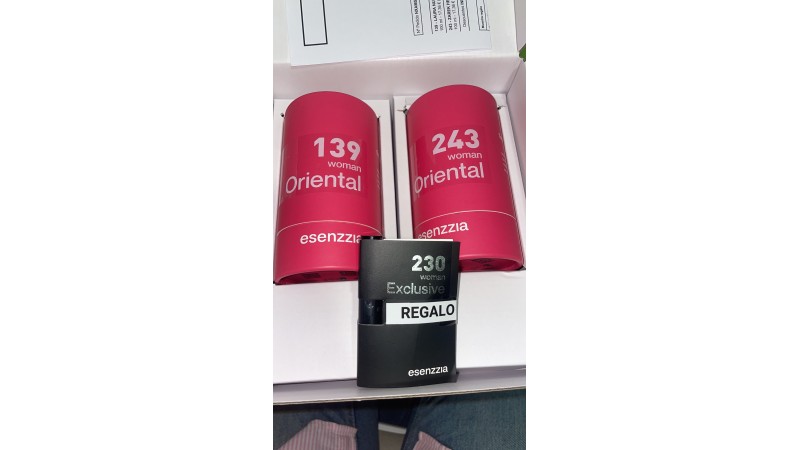 139
woman
Oriental
esenzzia
243
woman
Oriental
esenzzia
230
woman
Exclusive
REGALO
esenzzia